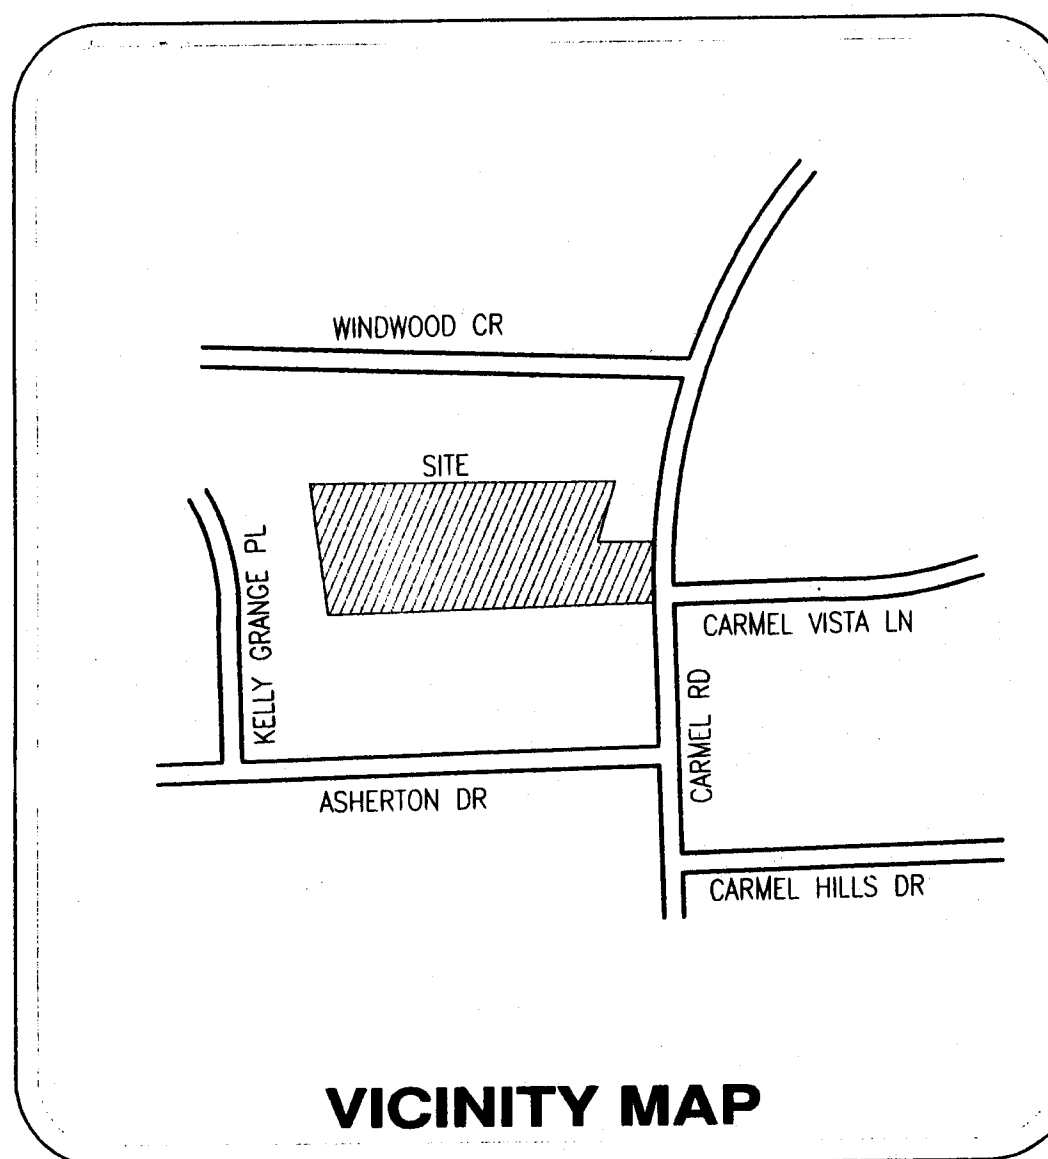 WINDWOOD CR
SITE
KELLY GRANGE PL
CARMEL VISTA LN
CARMEL RD
ASHERTON DR
CARMEL HILLS DR
VICINITY MAP